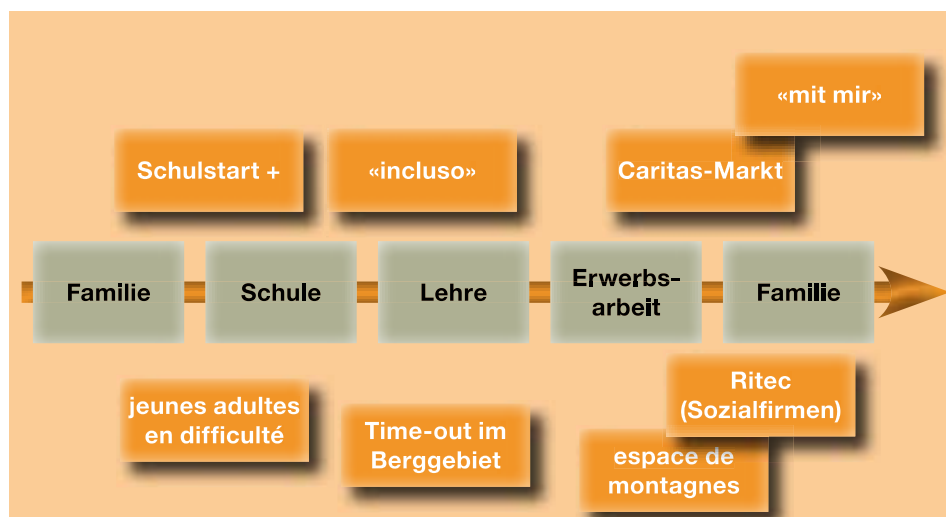 «mit mir»
Schulstart +
«incluso»
Caritas-Markt
Familie
Schule
Lehre
Erwerbs-
arbeit
Familie
jeunes adultes
en difficulté
Time-out im
Berggebiet
Ritec
(Sozialfirmen)
espace de
montagnes